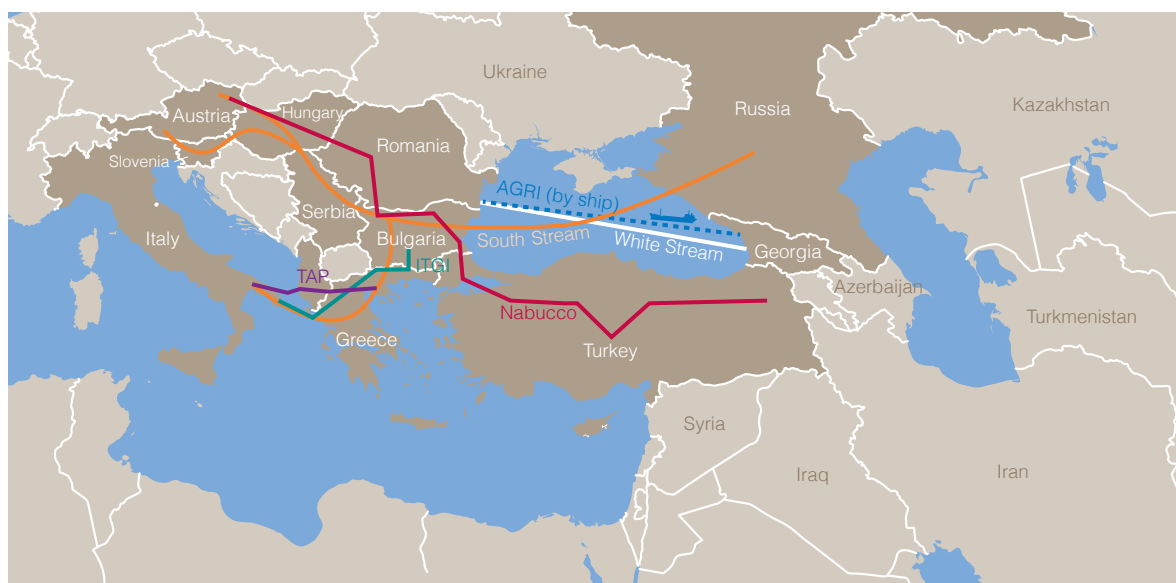 Ukraine
Russia
Kazakhstan
Austria
Hungary
Romania
Slovenia
AGRI (by ship)
Serbia
South Stream
White Stream
Italy
Bulgaria
Georgia
ITGI
TAP
Azerbaijan
Nabucco
Turkmenistan
Greece
Turkey
Syria
Iraq
Iran